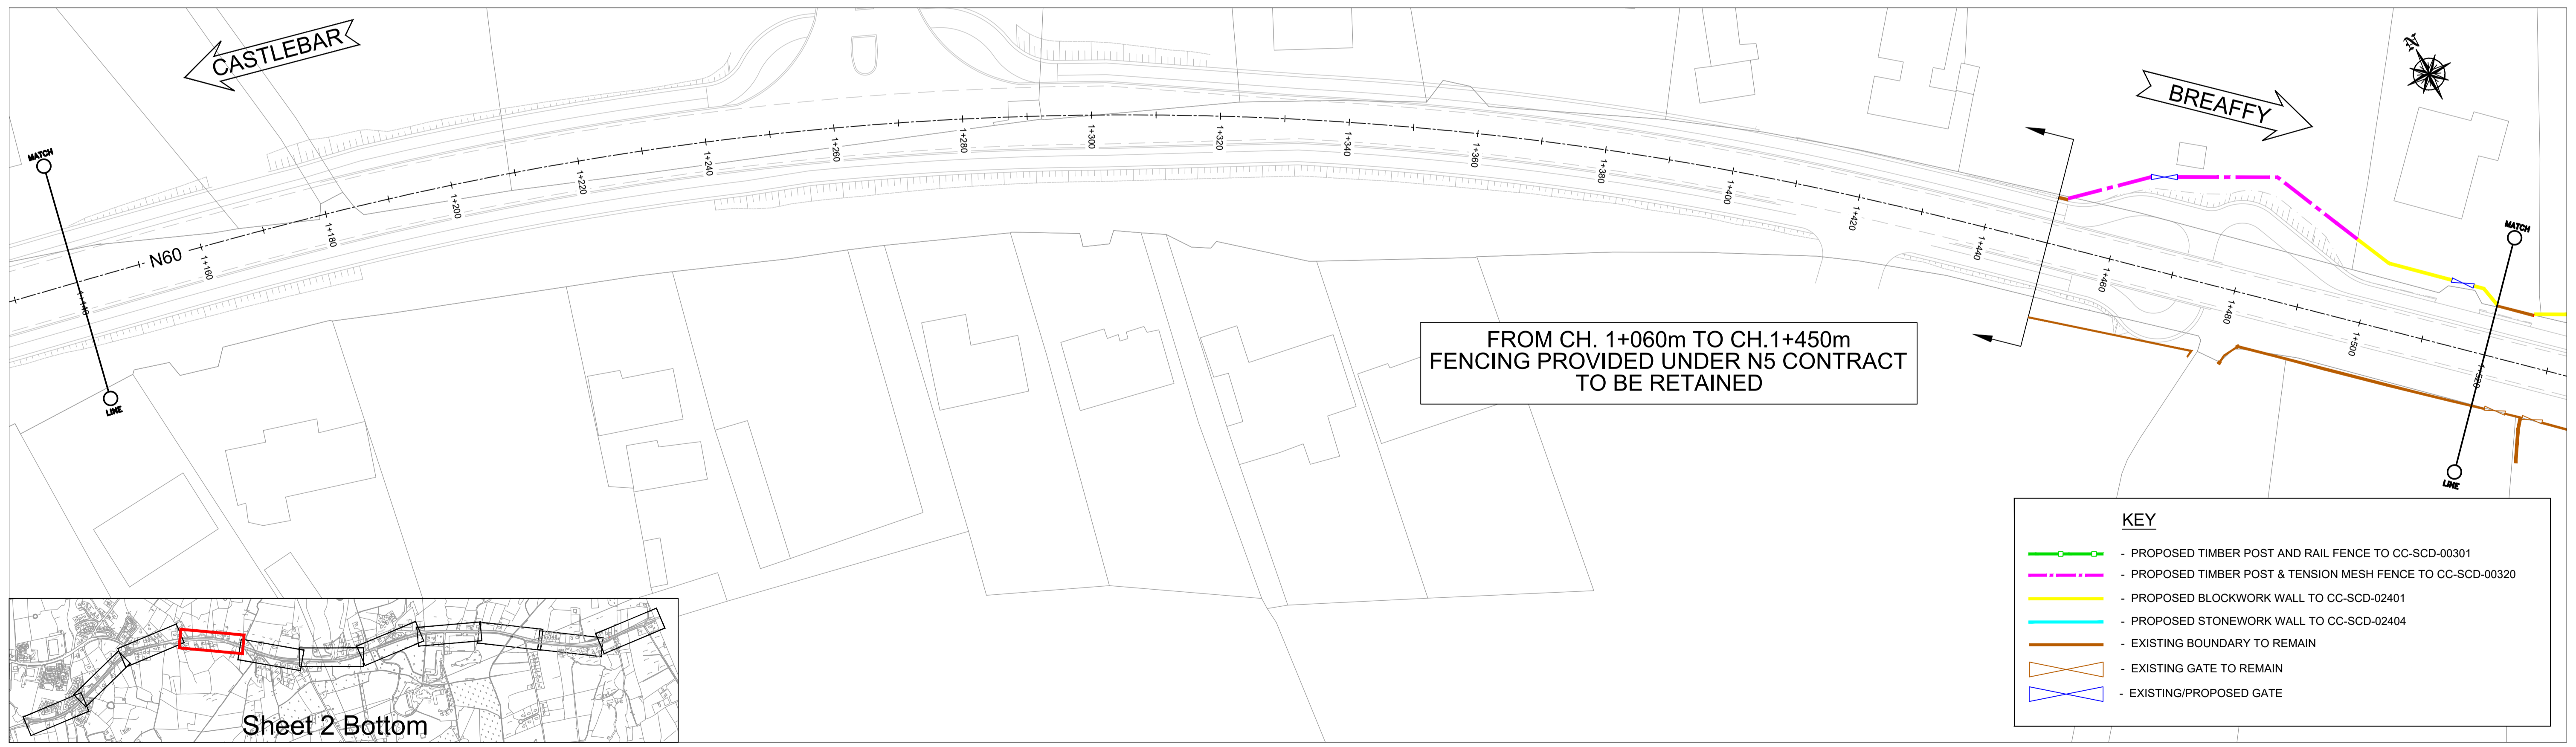 CASTLEBAR
BREAFFY
N
MATCH
LINE
N60
1+140
1+160
1+180
1+200
1+220
1+240
1+260
1+280
1+300
1+320
1+340
1+360
1+380
1+400
1+420
1+440
1+460
1+480
1+500
1+520
MATCH
LINE
FROM CH. 1+060m TO CH.1+450m
FENCING PROVIDED UNDER N5 CONTRACT
TO BE RETAINED
KEY
- PROPOSED TIMBER POST AND RAIL FENCE TO CC-SCD-00301
- PROPOSED TIMBER POST & TENSION MESH FENCE TO CC-SCD-00320
- PROPOSED BLOCKWORK WALL TO CC-SCD-02401
- PROPOSED STONEWORK WALL TO CC-SCD-02404
- EXISTING BOUNDARY TO REMAIN
- EXISTING GATE TO REMAIN
- EXISTING/PROPOSED GATE
Sheet 2 Bottom